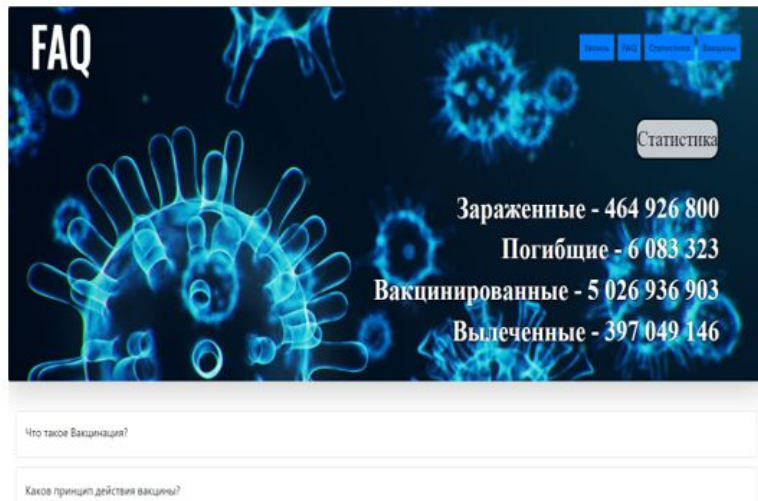 FAQ
Запись FAQ Статистика Вакцины
Статистика
Зараженные - 464 926 800
Погибщие - 6 083 323
Вакцинированные - 5 026 936 903
Вылеченные - 397 049 146
Что такое Вакцинация?
Каков принцип действия вакцины?